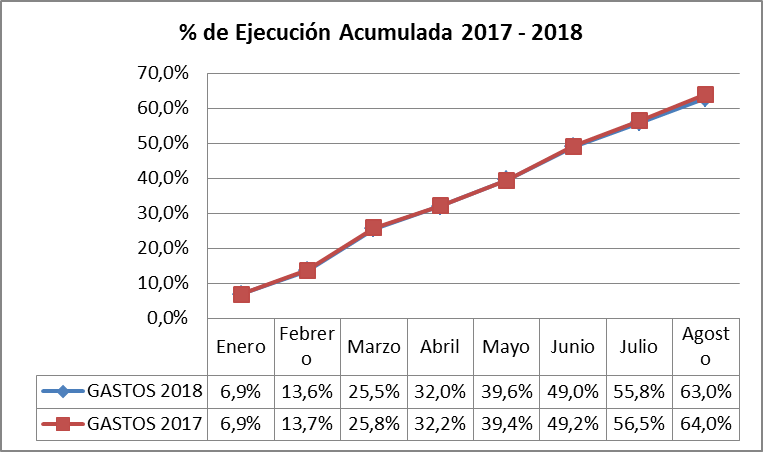 % de Ejecución Acumulada 2017 - 2018
70,0%
60,0%
50,0%
40,0%
30,0%
20,0%
10,0%
0,0%
Enero Febrer
o Marzo Abril Mayo Junio Julio Agost
o
GASTOS 2018 6,9% 13,6% 25,5% 32,0% 39,6% 49,0% 55,8% 63,0%
GASTOS 2017 6,9% 13,7% 25,8% 32,2% 39,4% 49,2% 56,5% 64,0%